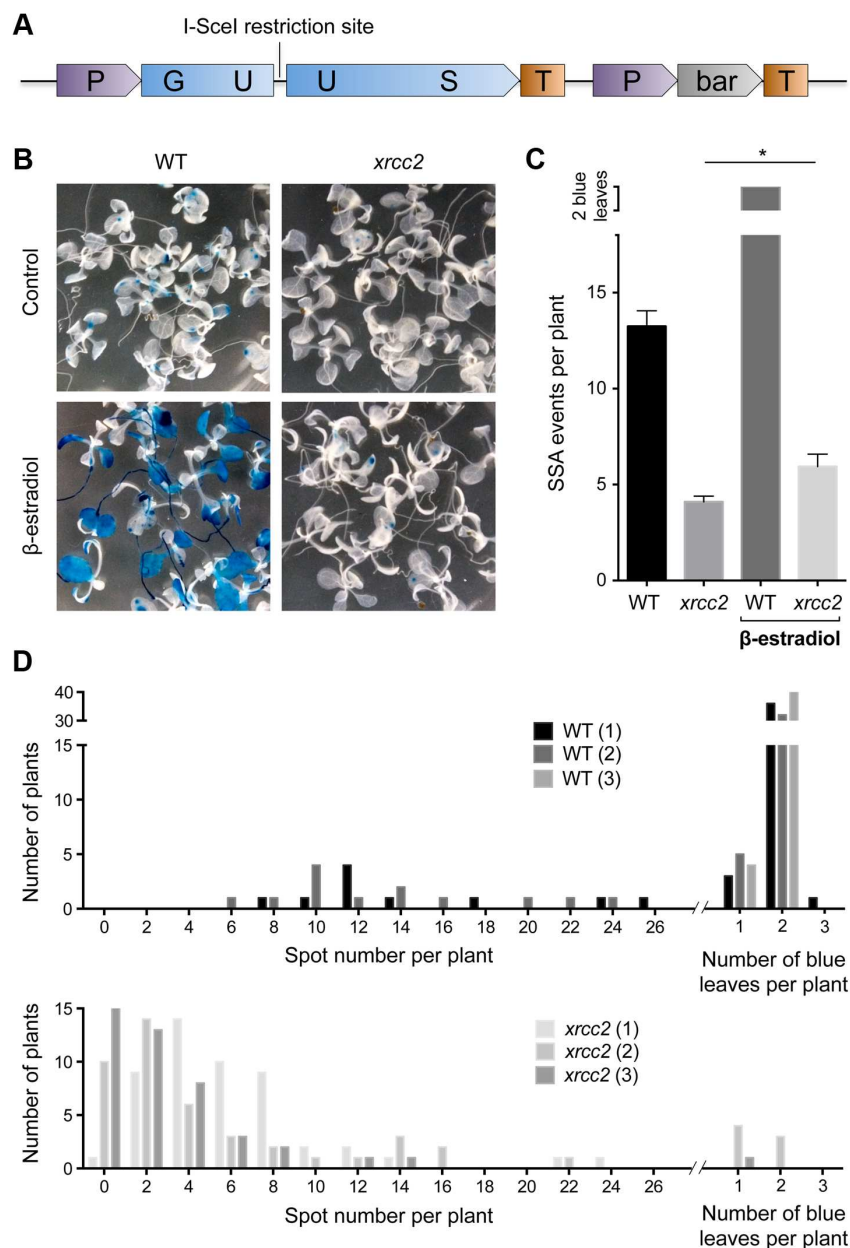 A
I-SceI restriction site
P G U U S T P bar T
B
WT xrcc2
Control
β-estradiol
C
*
2 blue leaves
SSA events per plant
15
10
5
0
WT xrcc2 WT xrcc2
β-estradiol
D
40
30
15
10
5
0
Number of plants
WT (1)
WT (2)
WT (3)
0 2 4 6 8 10 12 14 16 18 20 22 24 26 1 2 3
Spot number per plant
Number of blue
leaves per plant
15
10
5
0
Number of plants
xrcc2 (1)
xrcc2 (2)
xrcc2 (3)
0 2 4 6 8 10 12 14 16 18 20 22 24 26 1 2 3
Spot number per plant
Number of blue
leaves per plant